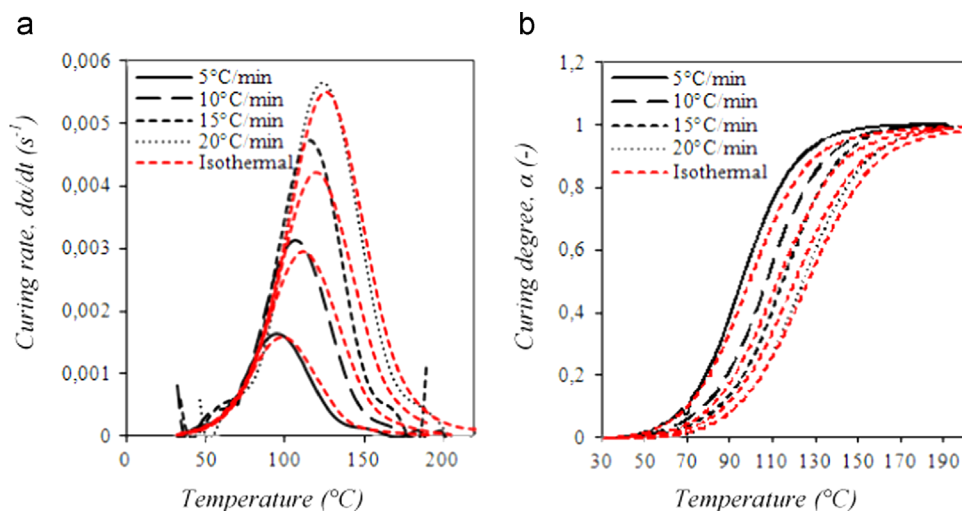 a
0,006
0,005
0,004
0,003
0,002
0,001
0
0 50 100 150 200
Curing rate. dα/dt (s⁻¹)
Temperature (°C)
5°C/min
10°C/min
15°C/min
20°C/min
Isothermal
b
1,2
1
0,8
0,6
0,4
0,2
0
30 50 70 90 110 130 150 170 190
Curing degree. α (-)
Temperature (°C)
5°C/min
10°C/min
15°C/min
20°C/min
Isothermal